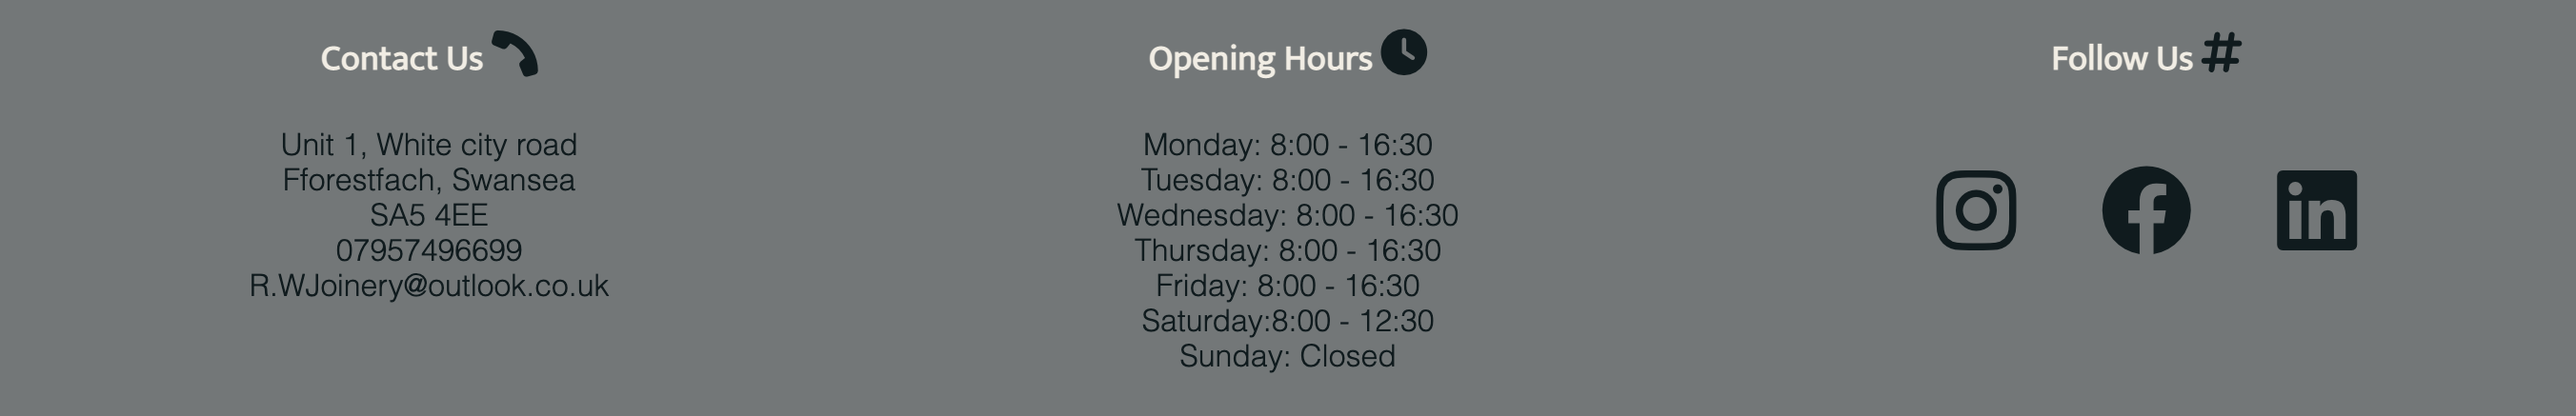 Contact Us
Unit 1, White city road
Fforestfach, Swansea
SA5 4EE
07957496699
R.WJoinery@outlook.co.uk
Opening Hours
Monday: 8:00 - 16:30
Tuesday: 8:00 - 16:30
Wednesday: 8:00 - 16:30
Thursday: 8:00 - 16:30
Friday: 8:00 - 16:30
Saturday:8:00 - 12:30
Sunday: Closed
Follow Us #